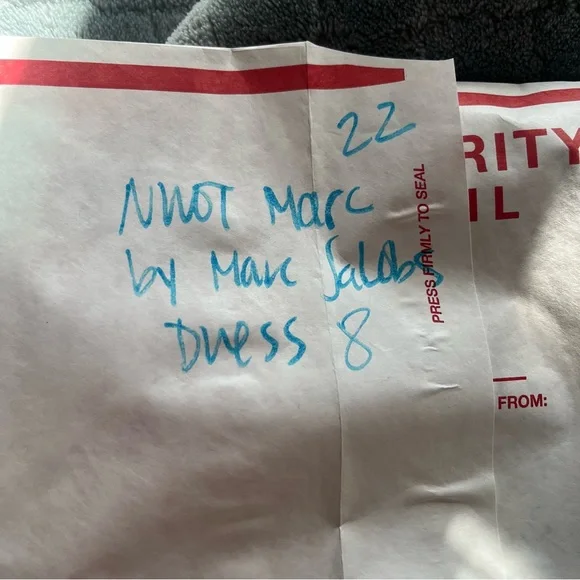 22
NWOT Marc
by Marc Jacobs
Dress 8
PRESS FIRMLY TO SEAL
RITY
IL
FROM: